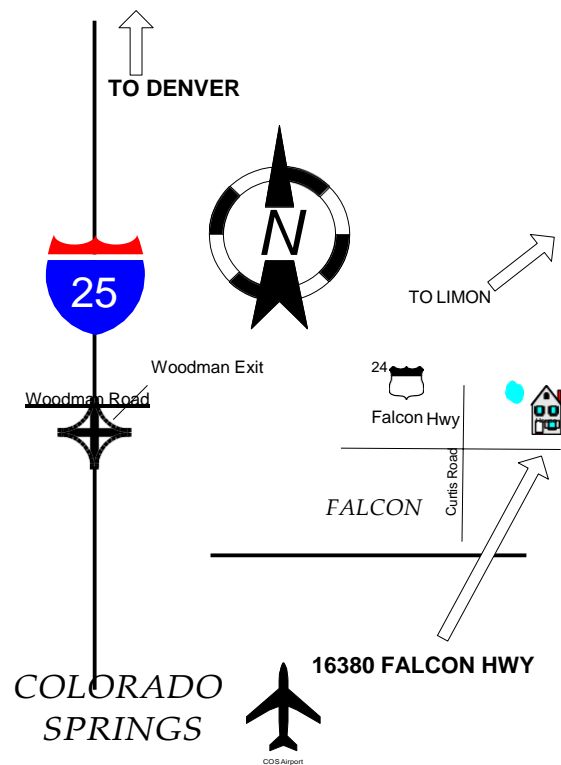 TO DENVER
N
25
TO LIMON
Woodman Exit
24
Woodman Road
Falcon Hwy
Curtis Road
FALCON
16380 FALCON HWY
COLORADO
SPRINGS
COS Airport